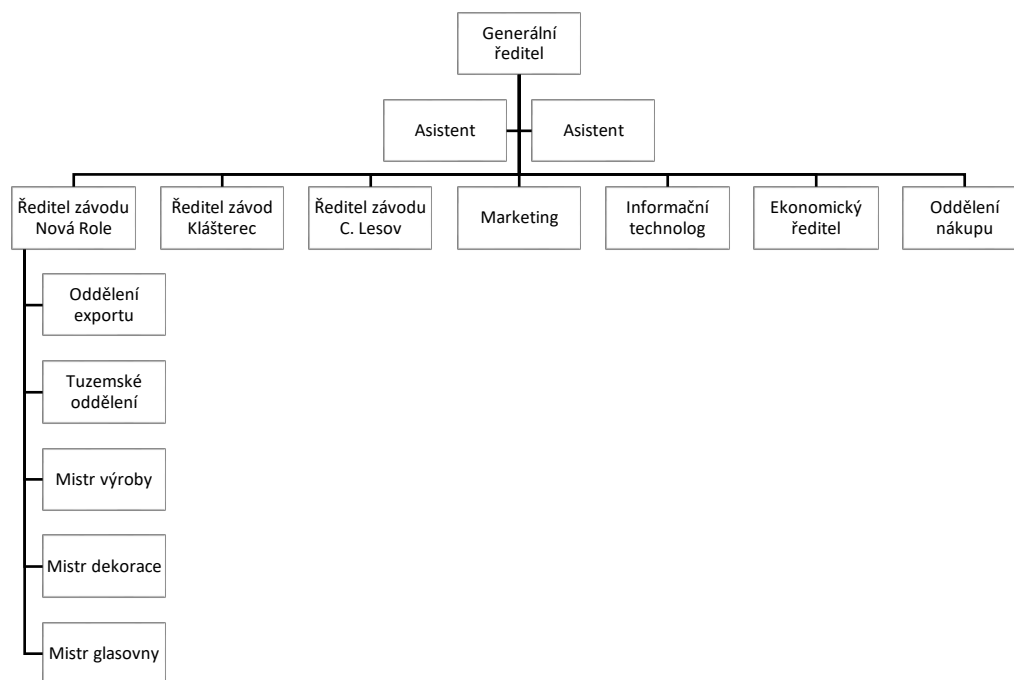 Generální
ředitel
Asistent
Asistent
Ředitel závodu
Nová Role
Ředitel závod
Klášterec
Ředitel závodu
C. Lesov
Marketing
Informační
technolog
Ekonomický
ředitel
Oddělení
nákupu
Oddělení
exportu
Tuzemské
oddělení
Mistr výroby
Mistr dekorace
Mistr glasovny